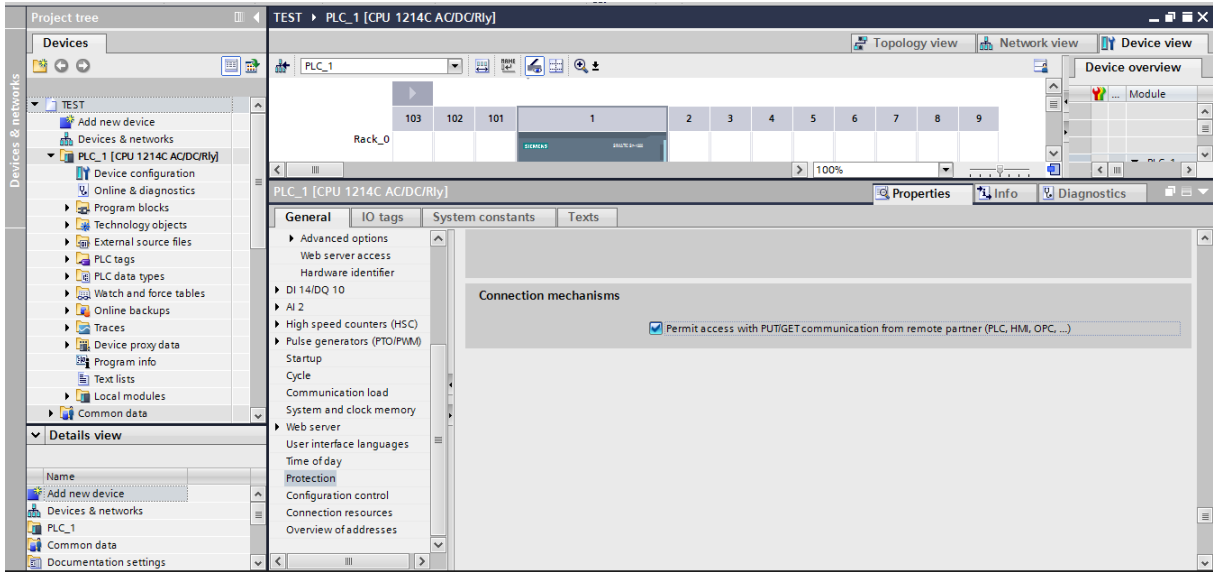 Project tree
TEST PLC_1 [CPU 1214C AC/DC/Rly]
Devices
Topology view
Network view
Device view
PLC_1
Device overview
... Module
TEST
Add new device
Devices & networks
PLC_1 [CPU 1214C AC/DC/Rly]
Device configuration
Online & diagnostics
Program blocks
Technology objects
External source files
PLC tags
PLC data types
Watch and force tables
Online backups
Traces
Device proxy data
Program info
Text lists
Local modules
Common data
Devices & networks
103 102 101 1 2 3 4 5 6 7 8 9
Rack_0
SIEMENS
100%
PLC_1 [CPU 1214C AC/DC/Rly]
Properties
Info
Diagnostics
General
IO tags
System constants
Texts
Advanced options
Web server access
Hardware identifier
DI 14/DQ 10
AI 2
High speed counters (HSC)
Pulse generators (PTO/PWM)
Startup
Cycle
Communication load
System and clock memory
Web server
User interface languages
Time of day
Protection
Configuration control
Connection resources
Overview of addresses
Connection mechanisms
Permit access with PUT/GET communication from remote partner (PLC, HMI, OPC, ...)
Details view
Name
Add new device
Devices & networks
PLC_1
Common data
Documentation settings